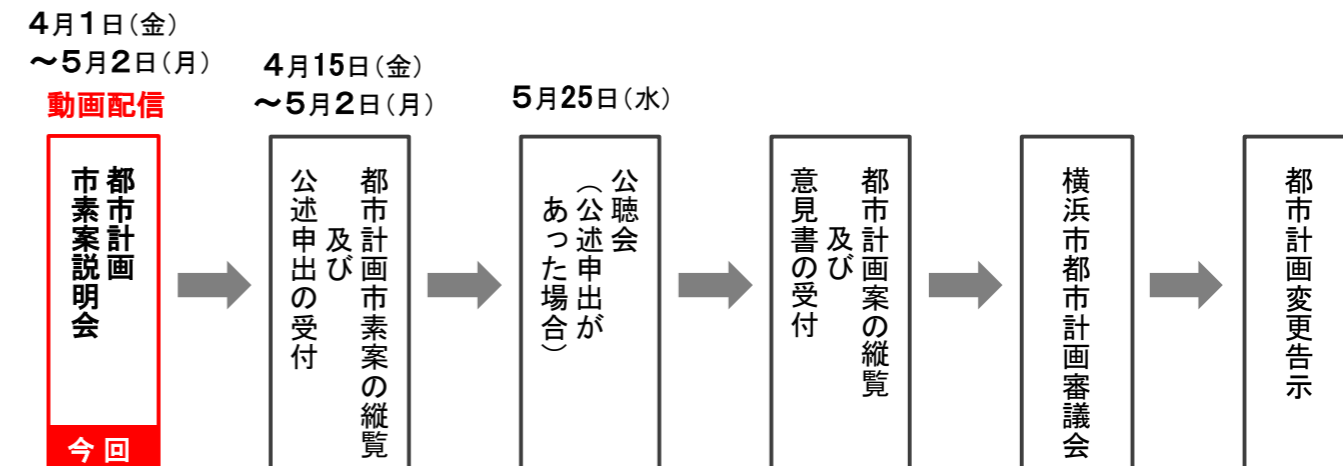 4月1日（金）
～5月2日（月）
動画配信
都市計画
市素案説明会
今回
4月15日（金）
～5月2日（月）
都市計画市素案の縦覧
及び
公述申出の受付
5月25日（水）
公聴会
（公述申出が
あった場合）
都市計画案の縦覧
及び
意見書の受付
横浜市都市計画審議会
都市計画変更告示